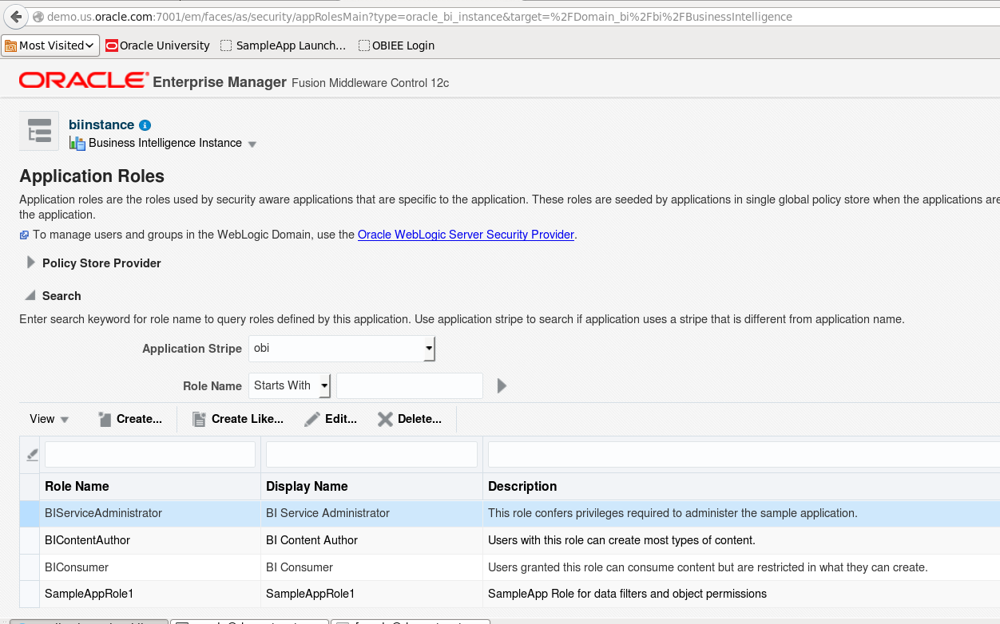 demo.us.oracle.com:7001/em/faces/as/security/appRolesMain?type=oracle_bi_instance&target=%2FDomain_bi%2Fbi%2FBusinessIntelligence
Most Visited Oracle University SampleApp Launch... OBIEE Login
ORACLE® Enterprise Manager Fusion Middleware Control 12c
biinstance
Business Intelligence Instance
Application Roles
Application roles are the roles used by security aware applications that are specific to the application. These roles are seeded by applications in single global policy store when the applications are
the application.
To manage users and groups in the WebLogic Domain, use the Oracle WebLogic Server Security Provider.
Policy Store Provider
Search
Enter search keyword for role name to query roles defined by this application. Use application stripe to search if application uses a stripe that is different from application name.
Application Stripe obi
Role Name Starts With
View Create... Create Like... Edit... Delete...
Role Name Display Name Description
BIServiceAdministrator BI Service Administrator This role confers privileges required to administer the sample application.
BIContentAuthor BI Content Author Users with this role can create most types of content.
BIConsumer BI Consumer Users granted this role can consume content but are restricted in what they can create.
SampleAppRole1 SampleAppRole1 SampleApp Role for data filters and object permissions